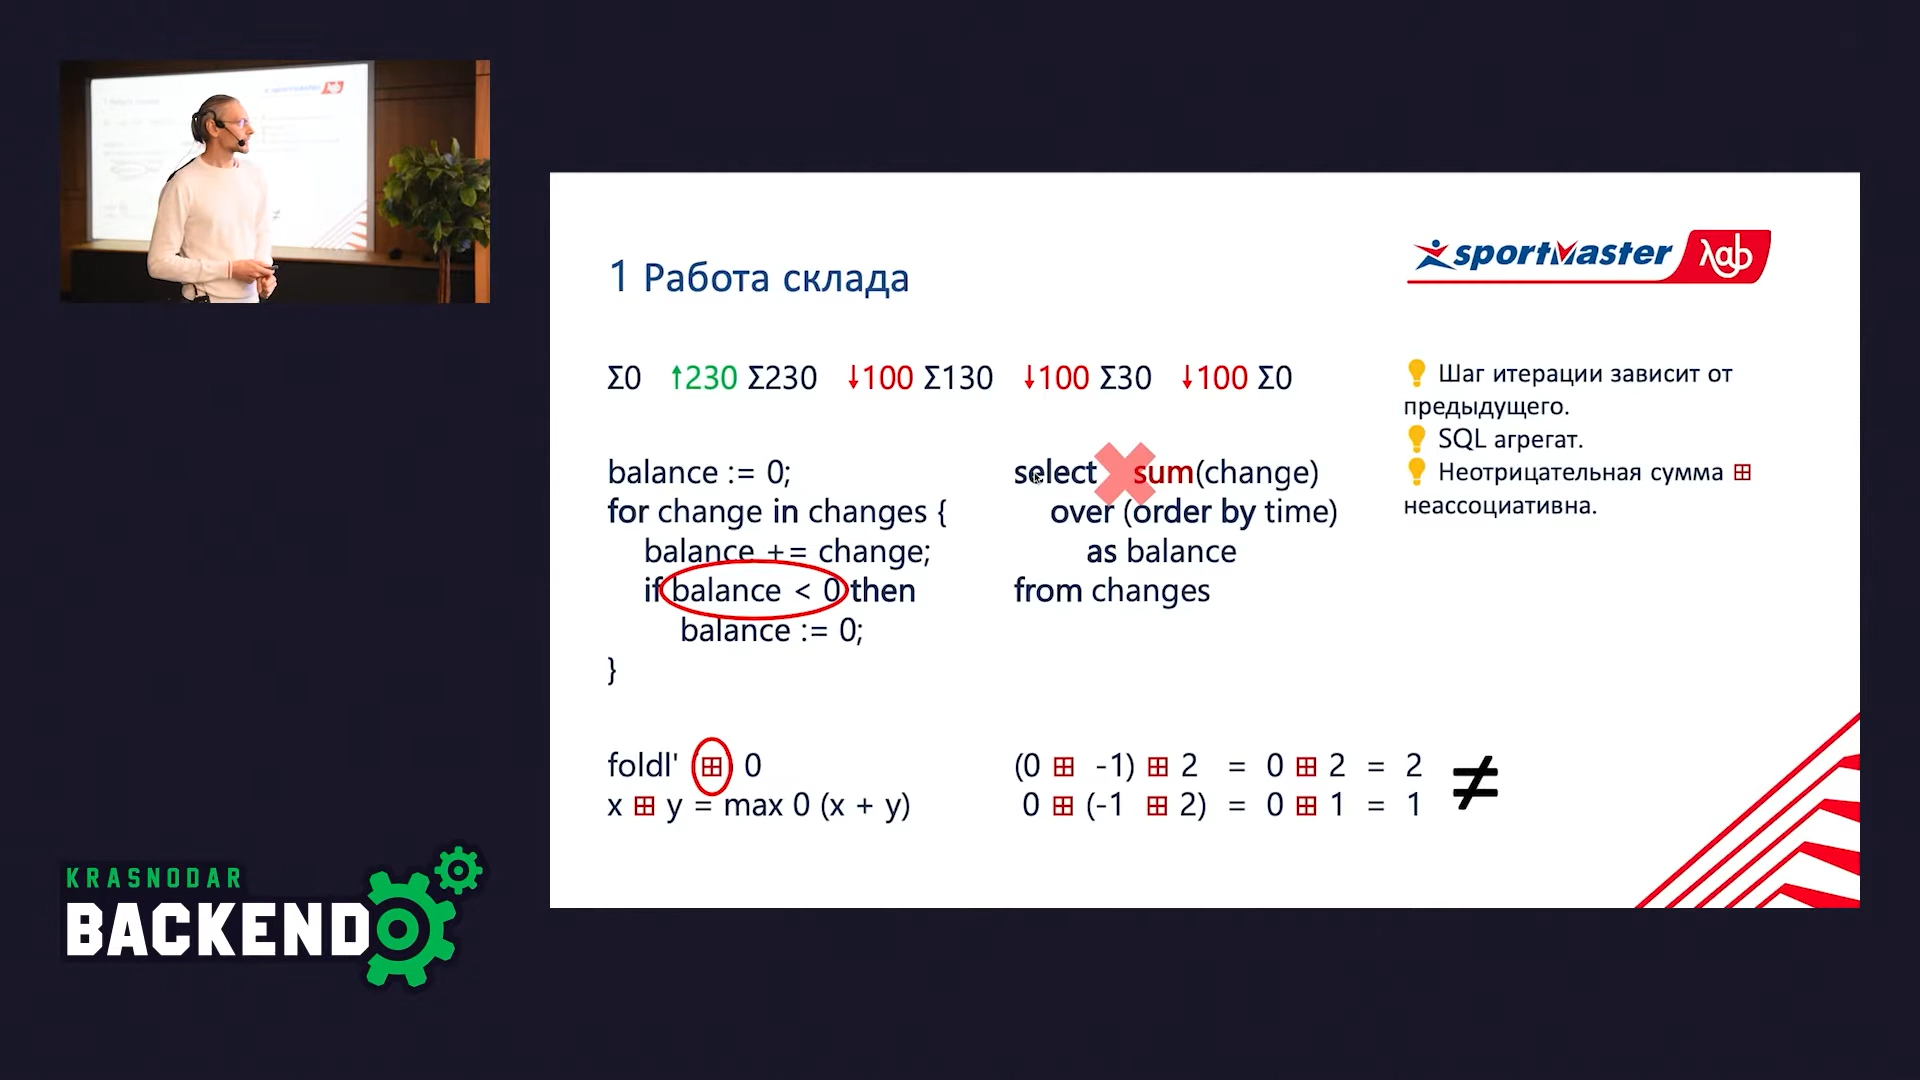 1 Работа склада
sportmaster λab
Σ0 ↑230 Σ230 ↓100 Σ130 ↓100 Σ30 ↓100 Σ0
balance := 0;
for change in changes {
balance += change;
if balance < 0 then
balance := 0;
}
select sum(change)
over (order by time)
as balance
from changes
💡 Шаг итерации зависит от
предыдущего.
💡 SQL агрегат.
💡 Неотрицательная сумма ⊞
неассоциативна.
foldl' ⊞ 0
x ⊞ y = max 0 (x + y)
(0 ⊞ -1) ⊞ 2 = 0 ⊞ 2 = 2
0 ⊞ (-1 ⊞ 2) = 0 ⊞ 1 = 1
≠
KRASNODAR
BACKEND